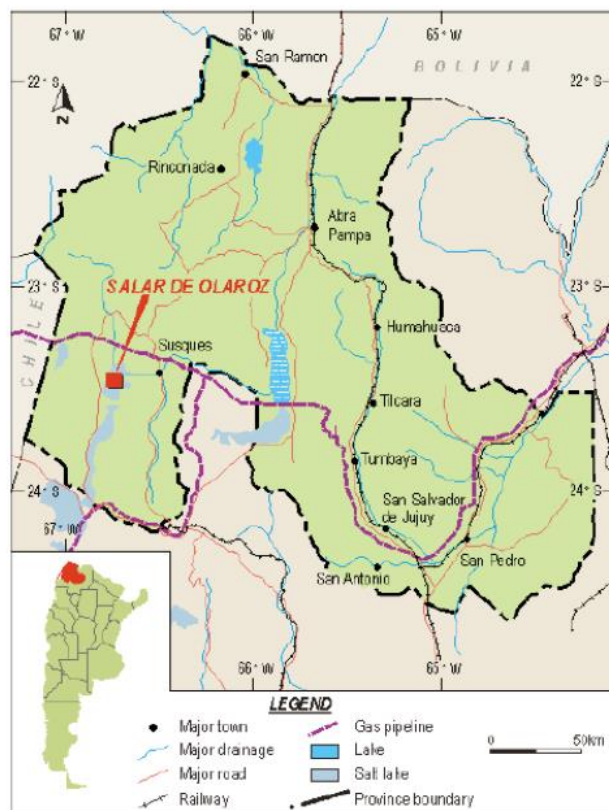 67° W
66° W
65° W
San Ramon
BOLIVIA
22° S
22° S
N
Rinconada
Abra
Pampa
23° S
23° S
SALAR DE OLAROZ
CHILE
Susques
Humahuaca
Tilcara
Tumbaya
24° S
24° S
San Salvador
de Jujuy
67° W
San Pedro
San Antonio
66° W
65° W
LEGEND
Major town
Major drainage
Major road
Railway
Gas pipeline
Lake
Salt lake
Province boundary
0
50km